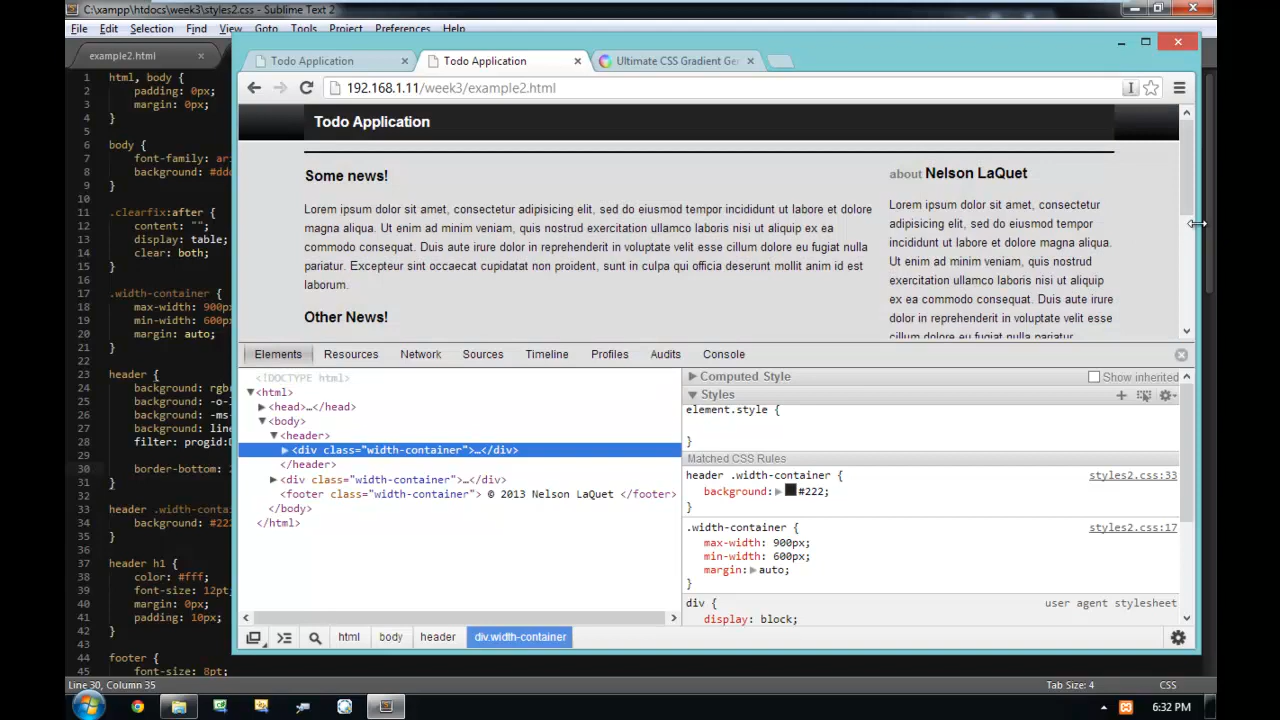 C:\xampp\htdocs\week3\styles2.css - Sublime Text 2
File Edit Selection Find View Goto Tools Project Preferences Help
example2.html
1 html, body {
2 padding: 0px;
3 margin: 0px;
4 }
5
6 body {
7 font-family: ari
8 background: #ddd
9 }
10
11 .clearfix:after {
12 content: "";
13 display: table;
14 clear: both;
15 }
16
17 .width-container {
18 max-width: 900px
19 min-width: 600px
20 margin: auto;
21 }
22
23 header {
24 background: rgb
25 background: -o-l
26 background: -ms-
27 background: line
28 filter: progid:D
29
30 border-bottom: 2
31 }
32
33 header .width-conta
34 background: #222
35 }
36
37 header h1 {
38 color: #fff;
39 font-size: 12pt;
40 margin: 0px;
41 padding: 10px;
42 }
43
44 footer {
45 font-size: 8pt;
Line 30, Column 35
Tab Size: 4
CSS
Todo Application
Todo Application
Ultimate CSS Gradient Ge
192.168.1.11/week3/example2.html
Todo Application
Some news!
Lorem ipsum dolor sit amet, consectetur adipisicing elit, sed do eiusmod tempor incididunt ut labore et dolore
magna aliqua. Ut enim ad minim veniam, quis nostrud exercitation ullamco laboris nisi ut aliquip ex ea
commodo consequat. Duis aute irure dolor in reprehenderit in voluptate velit esse cillum dolore eu fugiat nulla
pariatur. Excepteur sint occaecat cupidatat non proident, sunt in culpa qui officia deserunt mollit anim id est
laborum.
Other News!
about Nelson LaQuet
Lorem ipsum dolor sit amet, consectetur
adipisicing elit, sed do eiusmod tempor
incididunt ut labore et dolore magna aliqua.
Ut enim ad minim veniam, quis nostrud
exercitation ullamco laboris nisi ut aliquip
ex ea commodo consequat. Duis aute irure
dolor in reprehenderit in voluptate velit esse
cillum dolore eu fugiat nulla pariatur
Elements Resources Network Sources Timeline Profiles Audits Console
<!DOCTYPE html>
<html>
<head>…</head>
<body>
<header>
<div class="width-container">…</div>
</header>
<div class="width-container">…</div>
<footer class="width-container"> © 2013 Nelson LaQuet </footer>
</body>
</html>
Computed Style
Show inherited
Styles
element.style {
}
Matched CSS Rules
header .width-container {
styles2.css:33
background: #222;
}
.width-container {
styles2.css:17
max-width: 900px;
min-width: 600px;
margin: auto;
}
div {
user agent stylesheet
display: block;
html body header div.width-container
6:32 PM